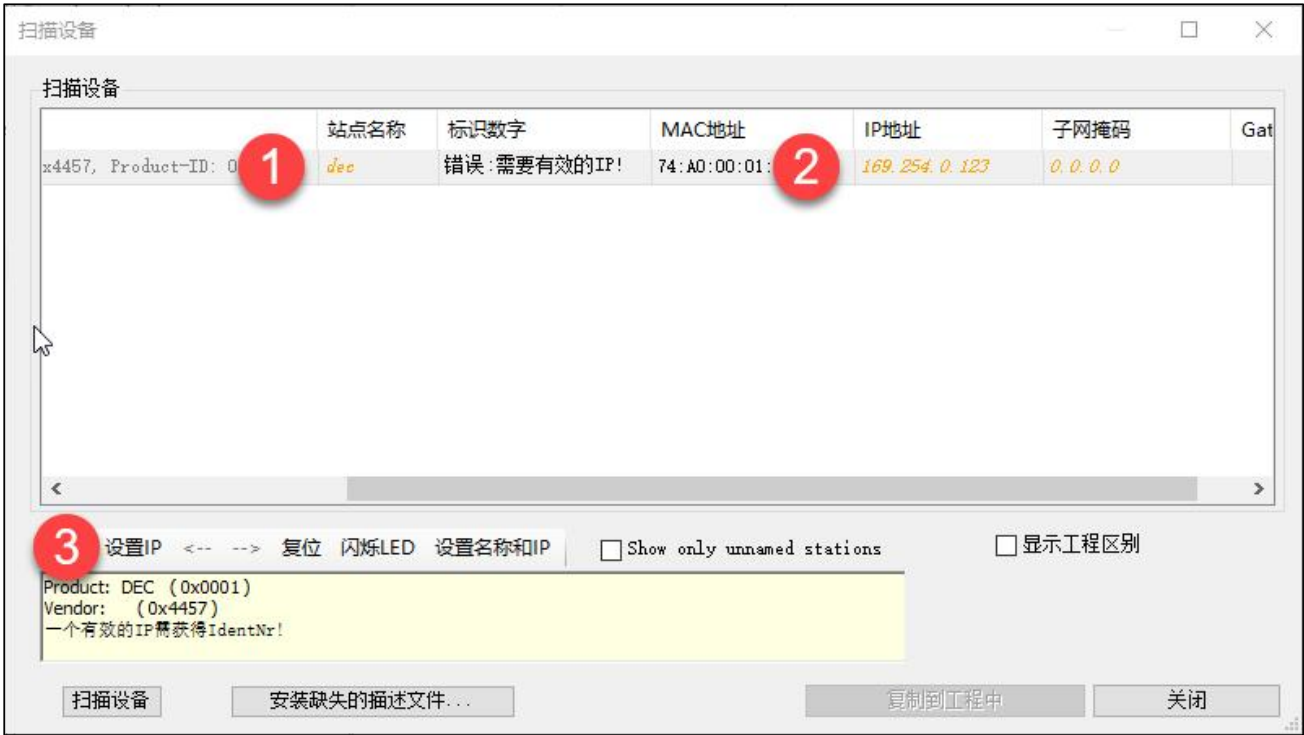 扫描设备
扫描设备
站点名称 标识数字 MAC地址 IP地址 子网掩码 Gat
x4457, Product-ID: 0 1 dec 错误:需要有效的IP! 74:A0:00:01: 2 169.254.0.123 0.0.0.0
3 设置IP <-- --> 复位 闪烁LED 设置名称和IP Show only unnamed stations 显示工程区别
Product: DEC (0x0001)
Vendor: (0x4457)
一个有效的IP需获得IdentNr!
扫描设备 安装缺失的描述文件... 复制到工程中 关闭